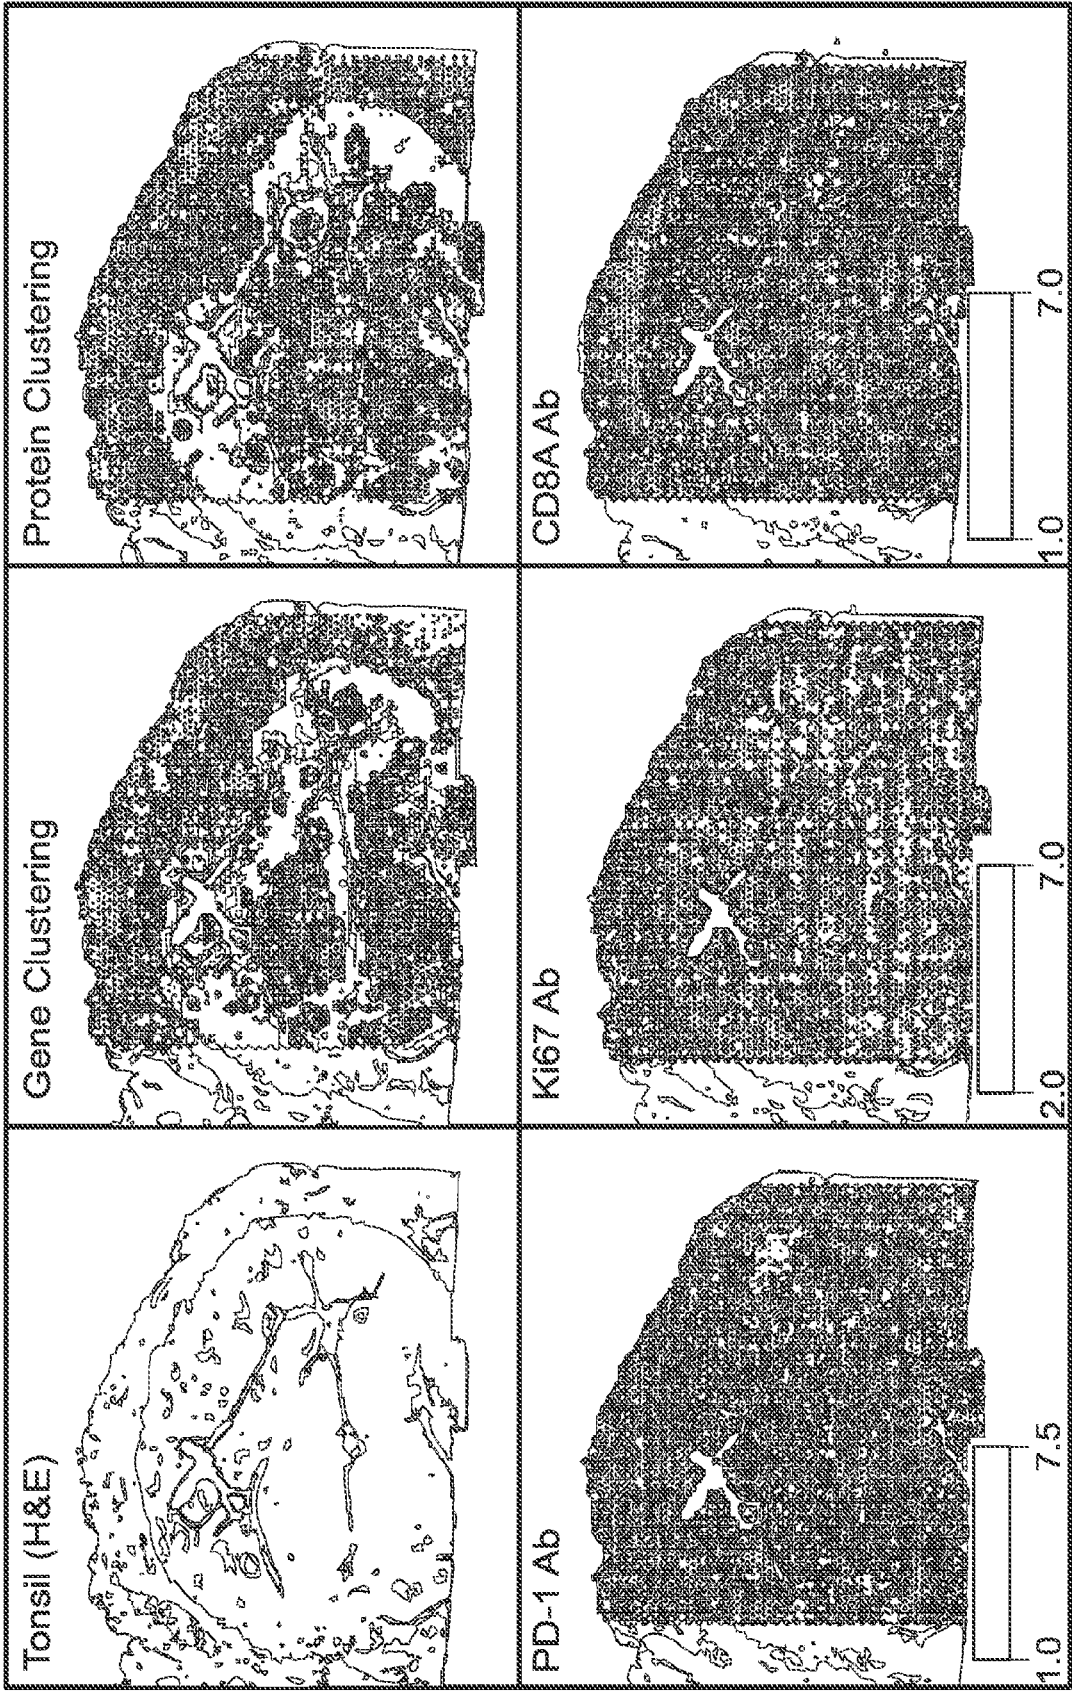 Tonsil (H&E)
Gene Clustering
Protein Clustering
PD-1 Ab
1.0
7.5
Ki67 Ab
2.0
7.0
CD8A Ab
1.0
7.0